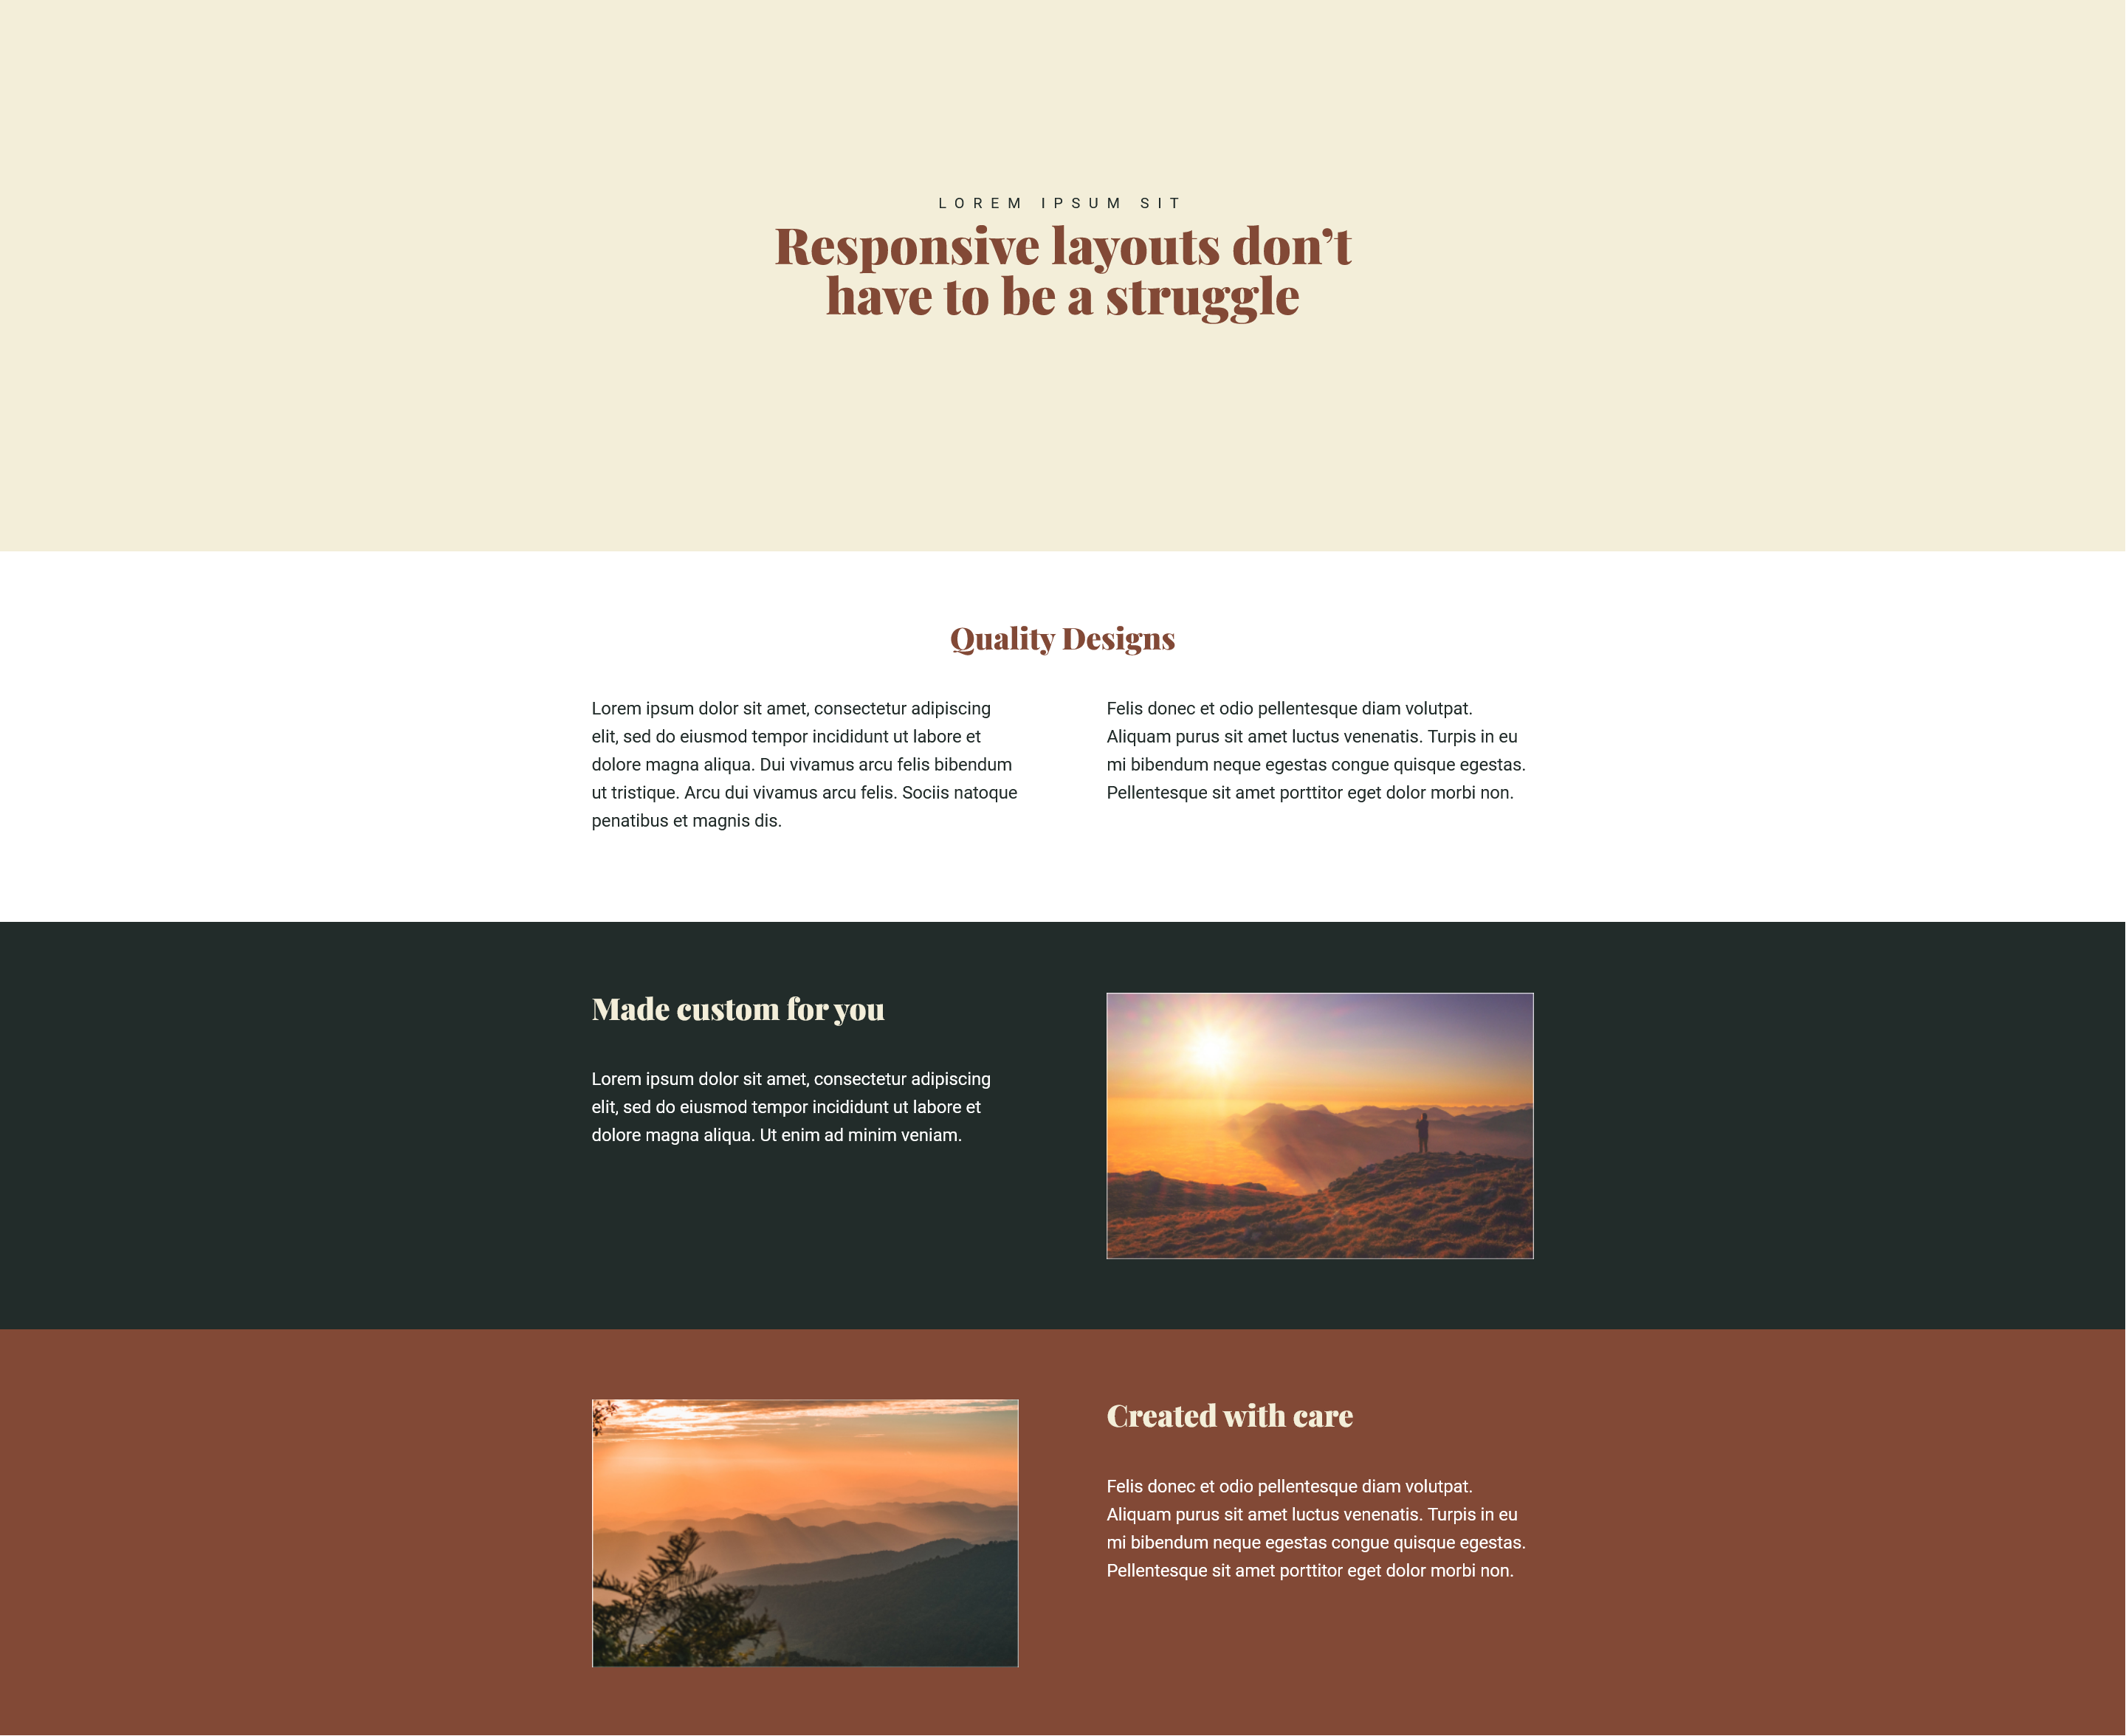 LOREM IPSUM SIT
Responsive layouts don’t
have to be a struggle
Quality Designs
Lorem ipsum dolor sit amet, consectetur adipiscing
elit, sed do eiusmod tempor incididunt ut labore et
dolore magna aliqua. Dui vivamus arcu felis bibendum
ut tristique. Arcu dui vivamus arcu felis. Sociis natoque
penatibus et magnis dis.
Felis donec et odio pellentesque diam volutpat.
Aliquam purus sit amet luctus venenatis. Turpis in eu
mi bibendum neque egestas congue quisque egestas.
Pellentesque sit amet porttitor eget dolor morbi non.
Made custom for you
Lorem ipsum dolor sit amet, consectetur adipiscing
elit, sed do eiusmod tempor incididunt ut labore et
dolore magna aliqua. Ut enim ad minim veniam.
Created with care
Felis donec et odio pellentesque diam volutpat.
Aliquam purus sit amet luctus venenatis. Turpis in eu
mi bibendum neque egestas congue quisque egestas.
Pellentesque sit amet porttitor eget dolor morbi non.